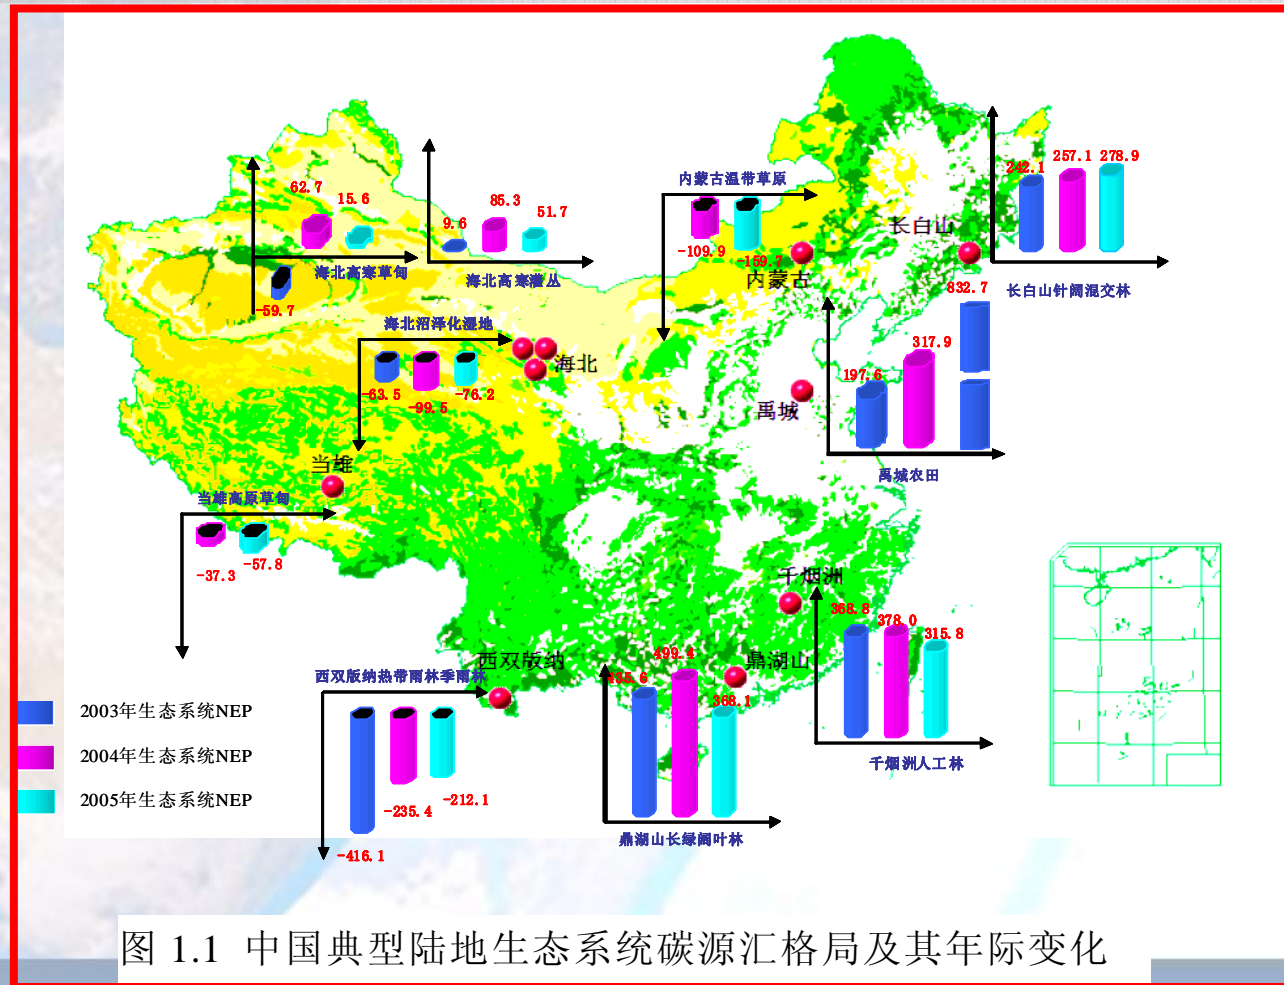 62.7
15.6
-59.7
海北高寒草甸
9.6
85.3
51.7
海北高寒灌丛
内蒙古温带草原
-109.9
-159.7
内蒙古
长白山
242.1
257.1
278.9
长白山针阔混交林
海北沼泽化湿地
-63.5
-99.5
-76.2
海北
禹城
197.6
317.9
832.7
禹城农田
当雄
当雄高原草甸
-37.3
-57.8
千烟洲
368.8
378.0
315.8
千烟洲人工林
西双版纳
西双版纳热带雨林季雨林
-416.1
-235.4
-212.1
鼎湖山
435.6
499.4
368.1
鼎湖山长绿阔叶林
2003年生态系统NEP
2004年生态系统NEP
2005年生态系统NEP
图 1.1 中国典型陆地生态系统碳源汇格局及其年际变化